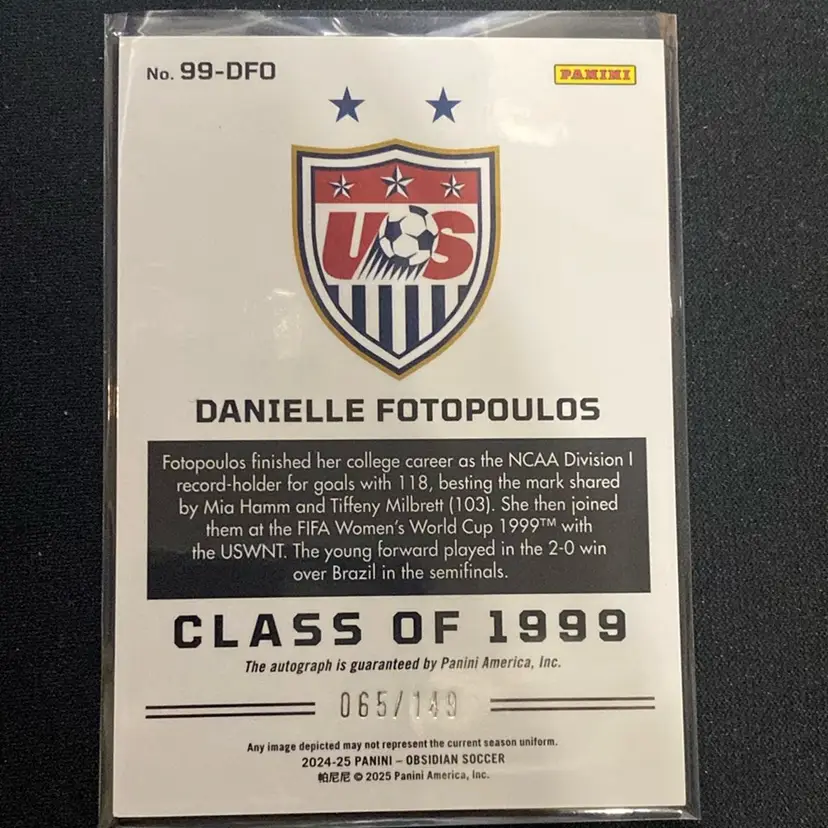 No. 99-DFO
PANINI
US
DANIELLE FOTOPOULOS
Fotopoulos finished her college career as the NCAA Division I
record-holder for goals with 118, besting the mark shared
by Mia Hamm and Tiffeny Milbrett (103). She then joined
them at the FIFA Women's World Cup 1999™ with
the USWNT. The young forward played in the 2-0 win
over Brazil in the semifinals.
CLASS OF 1999
The autograph is guaranteed by Panini America, Inc.
065/149
Any image depicted may not represent the current season uniform.
2024-25 PANINI – OBSIDIAN SOCCER
帕尼尼 © 2025 Panini America, Inc.